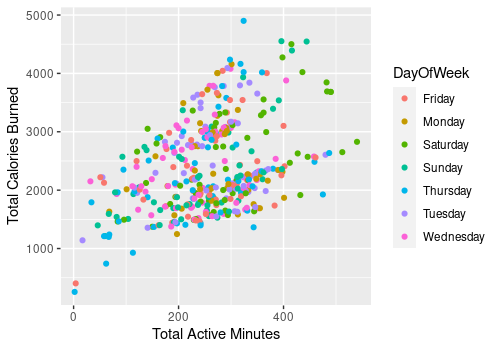 5000
4000
3000
2000
1000
Total Calories Burned
0
200
400
Total Active Minutes
DayOfWeek
Friday
Monday
Saturday
Sunday
Thursday
Tuesday
Wednesday